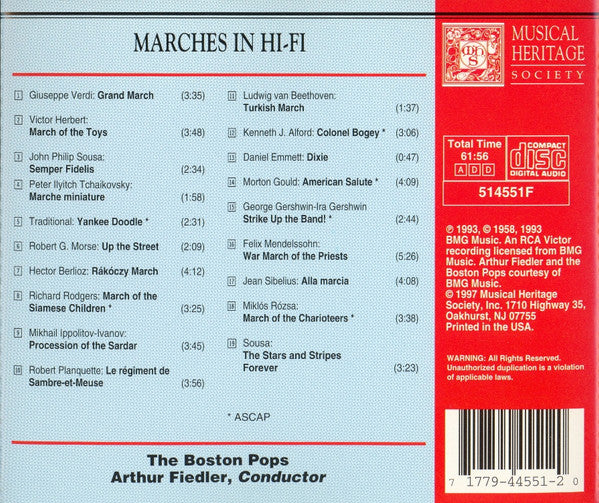 MARCHES IN HI-FI
1 Giuseppe Verdi: Grand March (3:35)
2 Victor Herbert:
March of the Toys (3:48)
3 John Philip Sousa:
Semper Fidelis (2:34)
4 Peter Ilyitch Tchaikovsky:
Marche miniature (1:58)
5 Traditional: Yankee Doodle * (2:31)
6 Robert G. Morse: Up the Street (2:09)
7 Hector Berlioz: Rákóczy March (4:12)
8 Richard Rodgers: March of the
Siamese Children * (3:25)
9 Mikhail Ippolitov-Ivanov:
Procession of the Sardar (3:45)
10 Robert Planquette: Le régiment de
Sambre-et-Meuse (3:56)
11 Ludwig van Beethoven:
Turkish March (1:37)
12 Kenneth J. Alford: Colonel Bogey * (3:06)
13 Daniel Emmett: Dixie (0:47)
14 Morton Gould: American Salute * (4:09)
15 George Gershwin-Ira Gershwin
Strike Up the Band! * (2:44)
16 Felix Mendelssohn:
War March of the Priests (5:26)
17 Jean Sibelius: Alla marcia (4:08)
18 Miklós Rózsa:
March of the Charioteers * (3:38)
19 Sousa:
The Stars and Stripes
Forever (3:23)
* ASCAP
The Boston Pops
Arthur Fiedler, Conductor
MUSICAL
HERITAGE
SOCIETY
Total Time
61:56
ADD
COMPACT
disc
DIGITAL AUDIO
514551F
℗ 1993, © 1958, 1993
BMG Music. An RCA Victor
recording licensed from BMG
Music. Arthur Fiedler and the
Boston Pops courtesy of
BMG Music.
© 1997 Musical Heritage
Society, Inc. 1710 Highway 35,
Oakhurst, NJ 07755
Printed in the USA.
WARNING: All Rights Reserved.
Unauthorized duplication is a violation
of applicable laws.
7 17794-44551-2 0